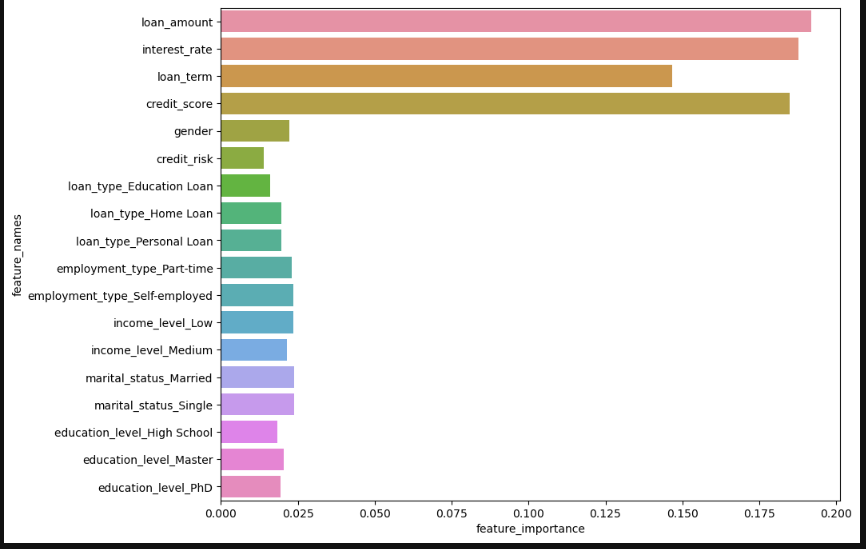 loan_amount
interest_rate
loan_term
credit_score
gender
credit_risk
loan_type_Education Loan
loan_type_Home Loan
loan_type_Personal Loan
employment_type_Part-time
employment_type_Self-employed
income_level_Low
income_level_Medium
marital_status_Married
marital_status_Single
education_level_High School
education_level_Master
education_level_PhD
feature_names
0.000 0.025 0.050 0.075 0.100 0.125 0.150 0.175 0.200
feature_importance